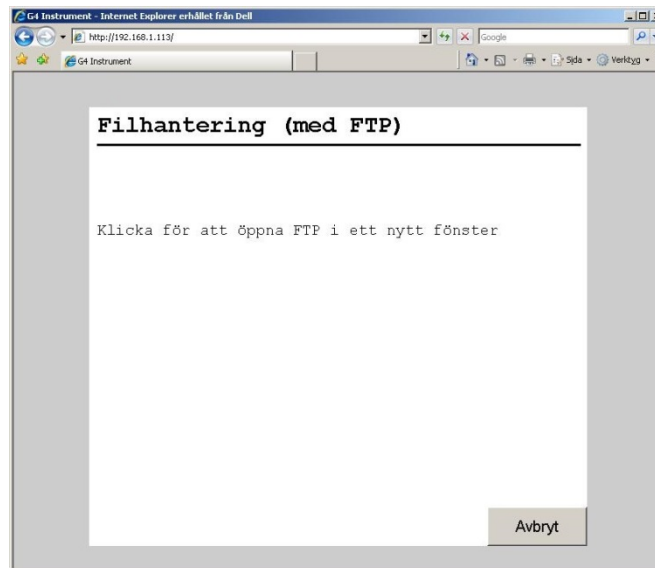 G4 Instrument - Internet Explorer erhållet från Dell
http://192.168.1.113/
Google
G4 Instrument
Sida
Verktyg
Filhantering (med FTP)
Klicka för att öppna FTP i ett nytt fönster
Avbryt